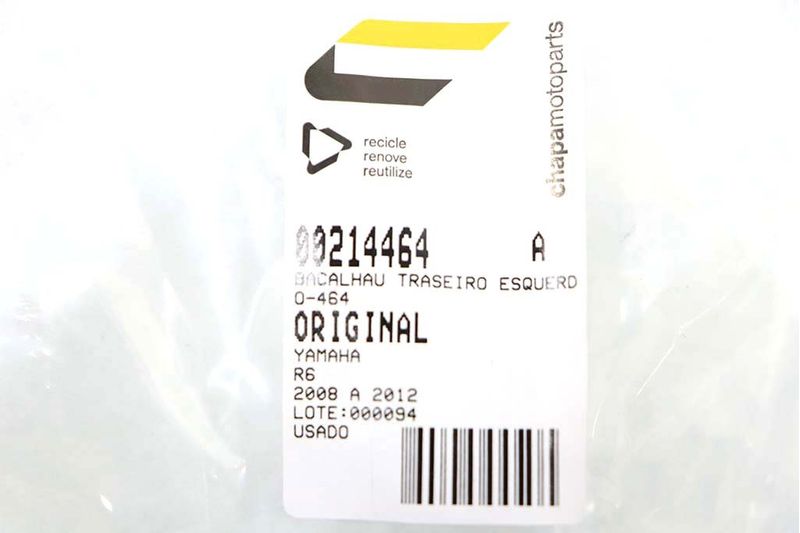 chapamotoparts
recicle
renove
reutilize
00214464 A
BACALHAU TRASEIRO ESQUERD
O-464
ORIGINAL
YAMAHA
R6
2008 A 2012
LOTE:000094
USADO